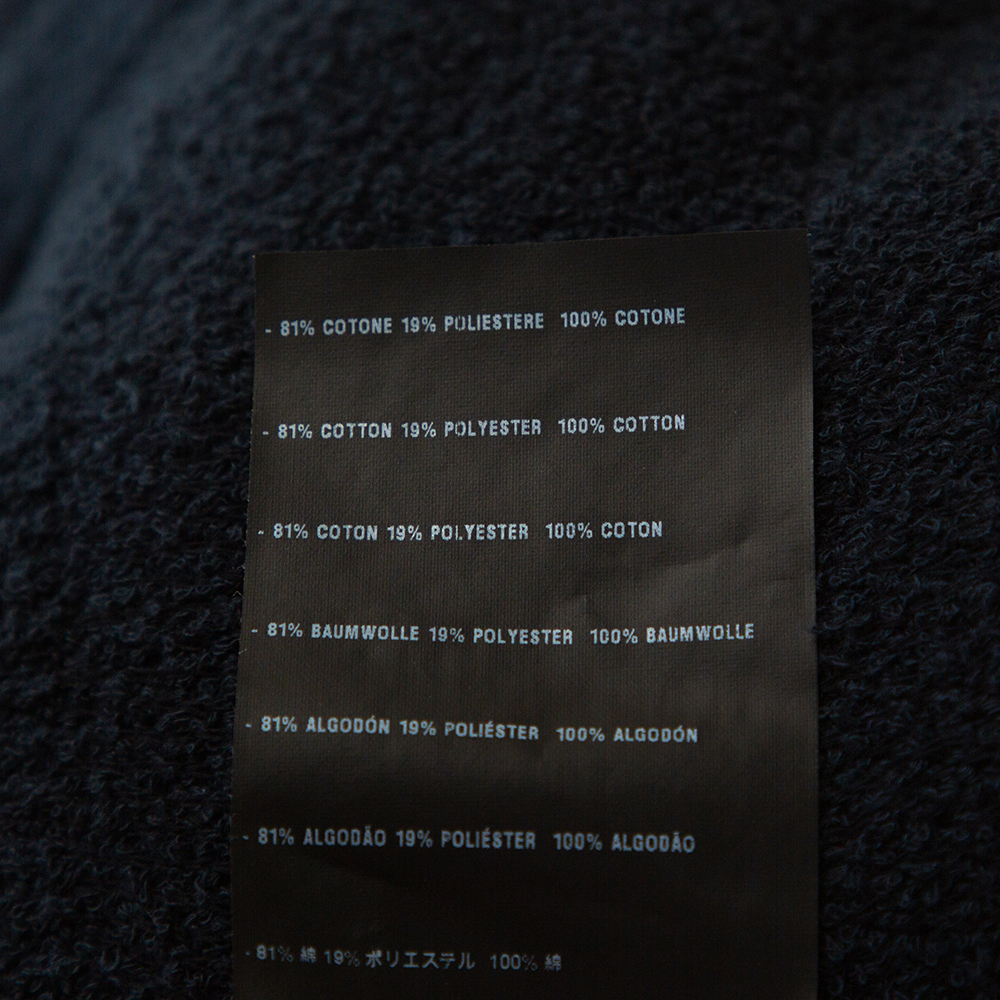 - 81% COTONE 19% POLIESTERE 100% COTONE
- 81% COTTON 19% POLYESTER 100% COTTON
- 81% COTON 19% POLYESTER 100% COTON
- 81% BAUMWOLLE 19% POLYESTER 100% BAUMWOLLE
- 81% ALGODÓN 19% POLIÉSTER 100% ALGODÓN
- 81% ALGODÃO 19% POLIÉSTER 100% ALGODÃO
- 81% 綿 19% ポリエステル 100% 綿